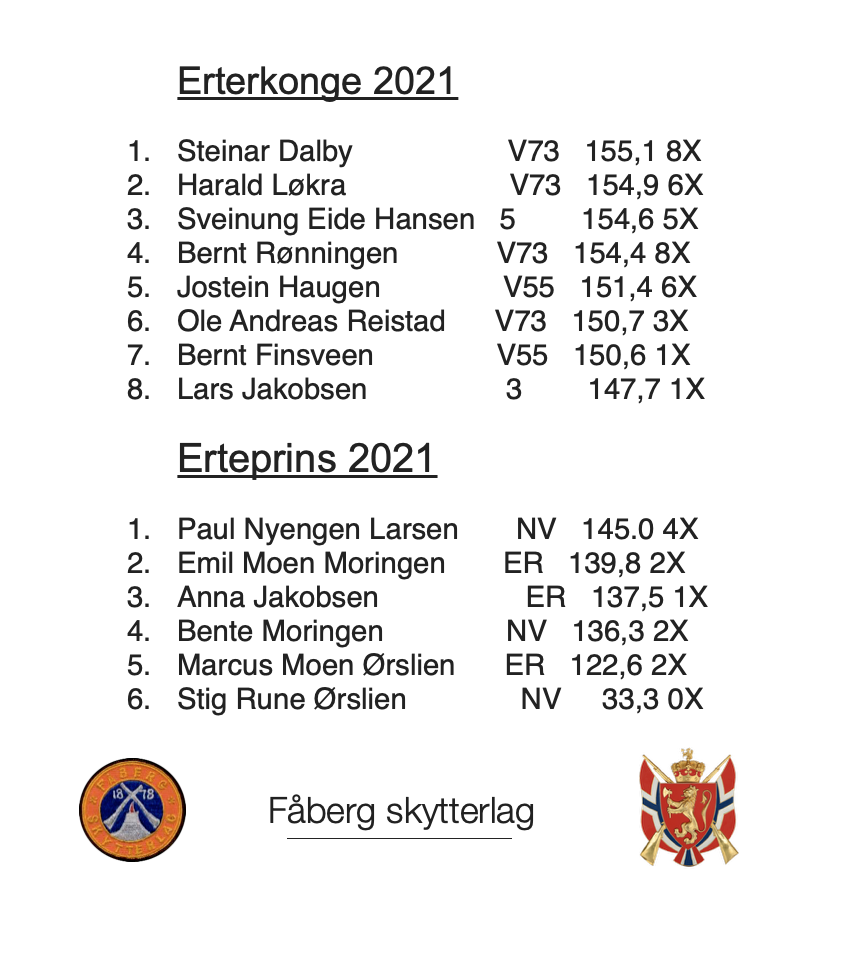 Erterkonge 2021
1. Steinar Dalby V73 155,1 8X
2. Harald Løkra V73 154,9 6X
3. Sveinung Eide Hansen 5 154,6 5X
4. Bernt Rønningen V73 154,4 8X
5. Jostein Haugen V55 151,4 6X
6. Ole Andreas Reistad V73 150,7 3X
7. Bernt Finsveen V55 150,6 1X
8. Lars Jakobsen 3 147,7 1X
Erteprins 2021
1. Paul Nyengen Larsen NV 145.0 4X
2. Emil Moen Moringen ER 139,8 2X
3. Anna Jakobsen ER 137,5 1X
4. Bente Moringen NV 136,3 2X
5. Marcus Moen Ørslien ER 122,6 2X
6. Stig Rune Ørslien NV 33,3 0X
FÅBERG
1878
SKYTTERLAG
Fåberg skytterlag